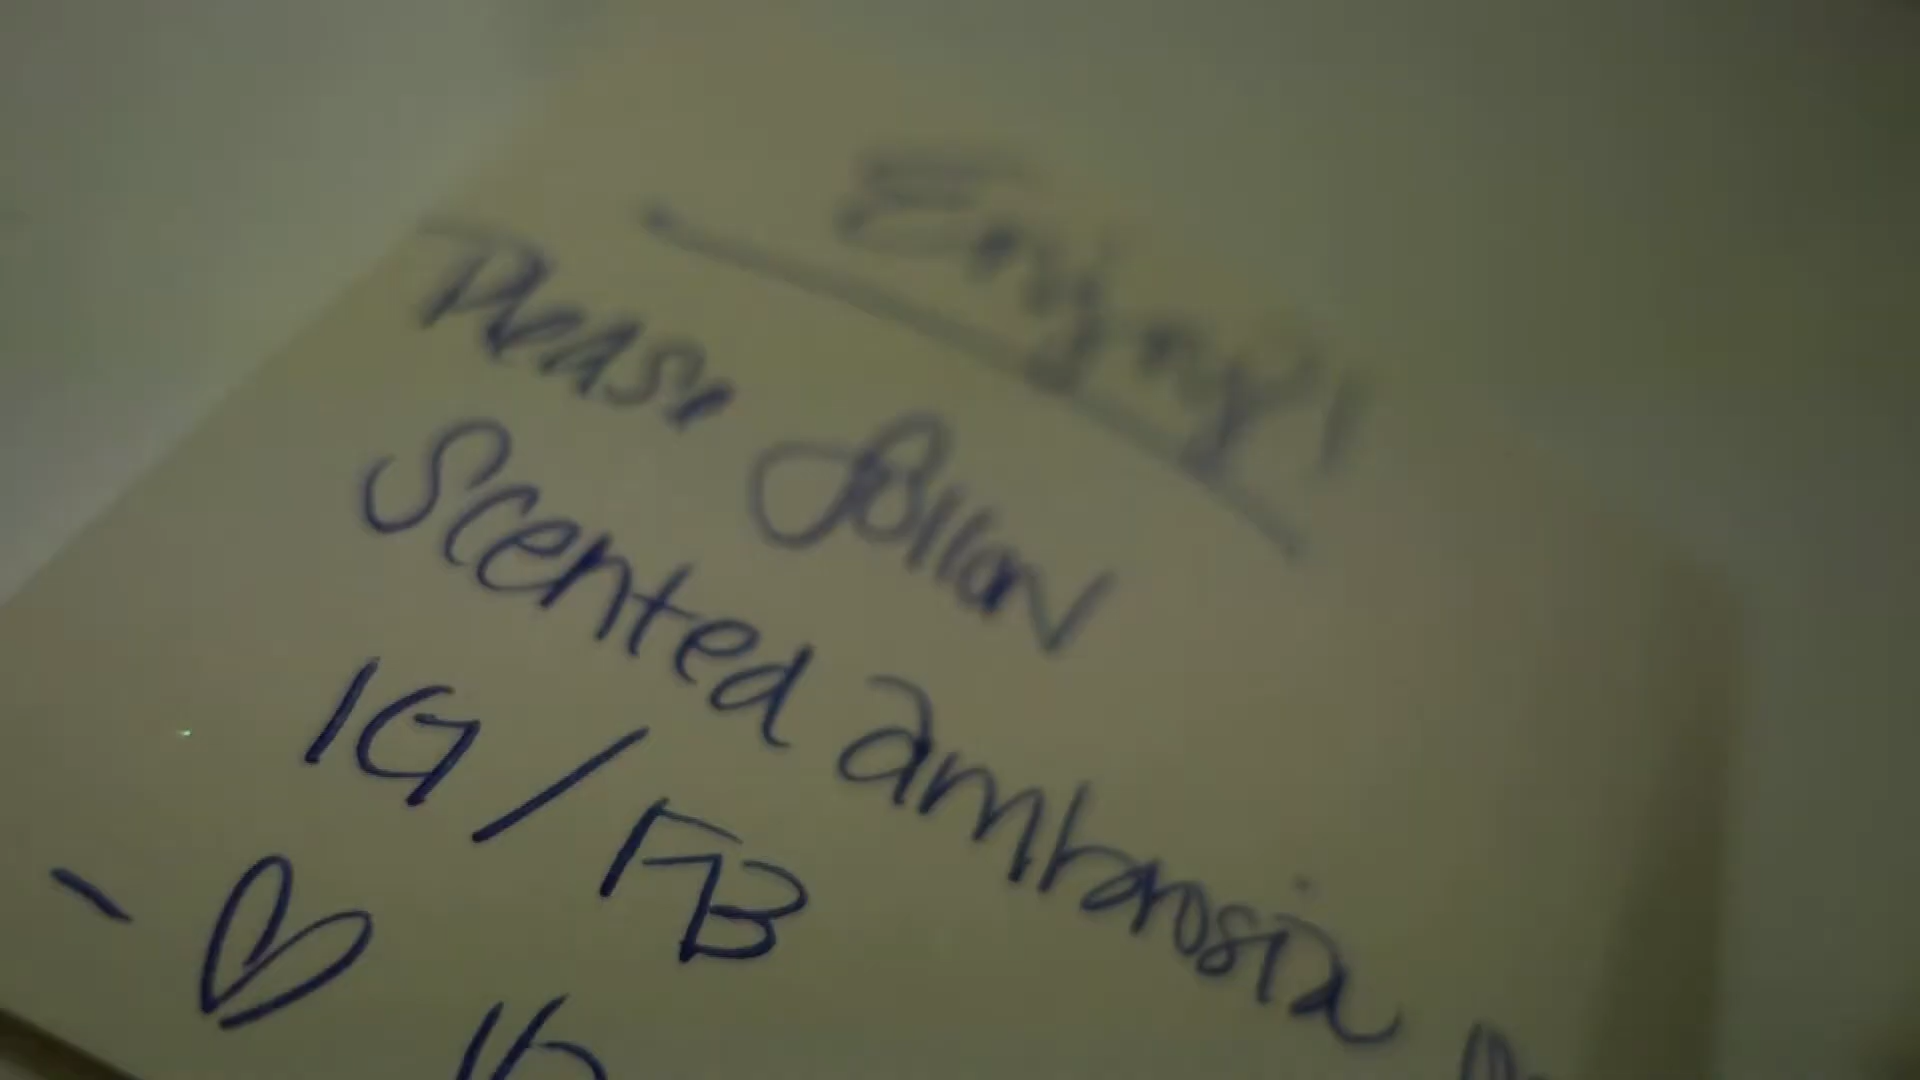 Enjoy!
Please follow
Scented ambrosia
IG/FB
- ♡